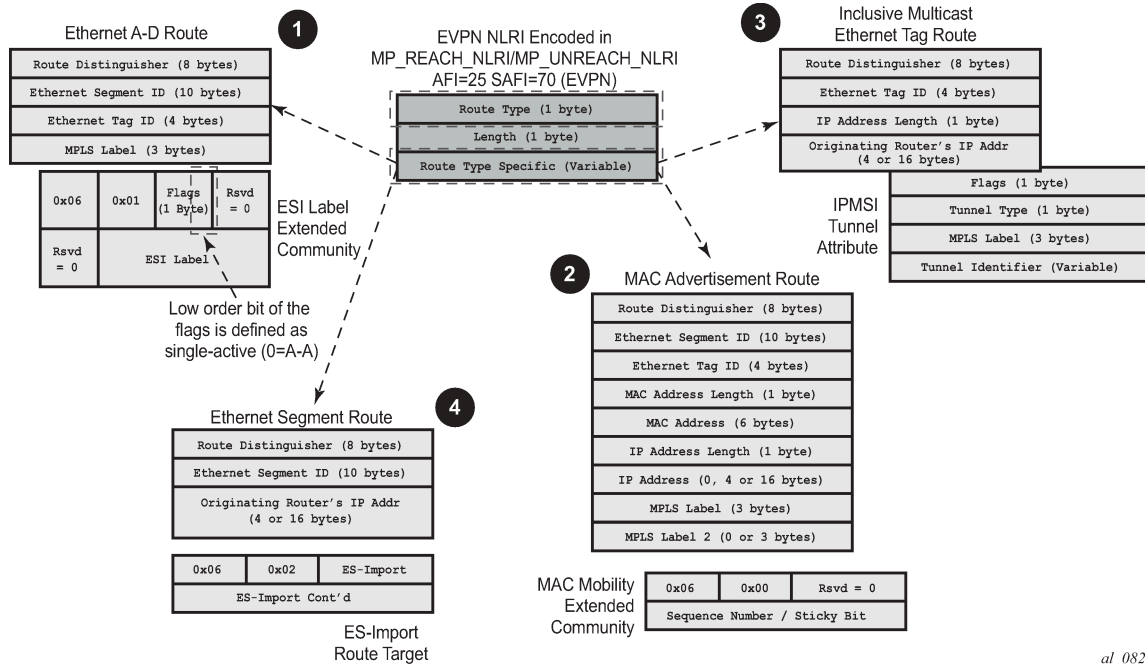 Ethernet A-D Route
1
Route Distinguisher (8 bytes)
Ethernet Segment ID (10 bytes)
Ethernet Tag ID (4 bytes)
MPLS Label (3 bytes)
0x06
0x01
Flags
(1 Byte)
Rsvd
= 0
Rsvd
= 0
ESI Label
ESI Label
Extended
Community
Low order bit of the
flags is defined as
single-active (0=A-A)
EVPN NLRI Encoded in
MP_REACH_NLRI/MP_UNREACH_NLRI
AFI=25 SAFI=70 (EVPN)
Route Type (1 byte)
Length (1 byte)
Route Type Specific (Variable)
3
Inclusive Multicast
Ethernet Tag Route
Route Distinguisher (8 bytes)
Ethernet Tag ID (4 bytes)
IP Address Length (1 byte)
Originating Router's IP Addr
(4 or 16 bytes)
IPMSI
Tunnel
Attribute
Flags (1 byte)
Tunnel Type (1 byte)
MPLS Label (3 bytes)
Tunnel Identifier (Variable)
2
MAC Advertisement Route
Route Distinguisher (8 bytes)
Ethernet Segment ID (10 bytes)
Ethernet Tag ID (4 bytes)
MAC Address Length (1 byte)
MAC Address (6 bytes)
IP Address Length (1 byte)
IP Address (0, 4 or 16 bytes)
MPLS Label (3 bytes)
MPLS Label 2 (0 or 3 bytes)
MAC Mobility
Extended
Community
0x06
0x00
Rsvd = 0
Sequence Number / Sticky Bit
Ethernet Segment Route
4
Route Distinguisher (8 bytes)
Ethernet Segment ID (10 bytes)
Originating Router's IP Addr
(4 or 16 bytes)
0x06
0x02
ES-Import
ES-Import Cont'd
ES-Import
Route Target
al_082